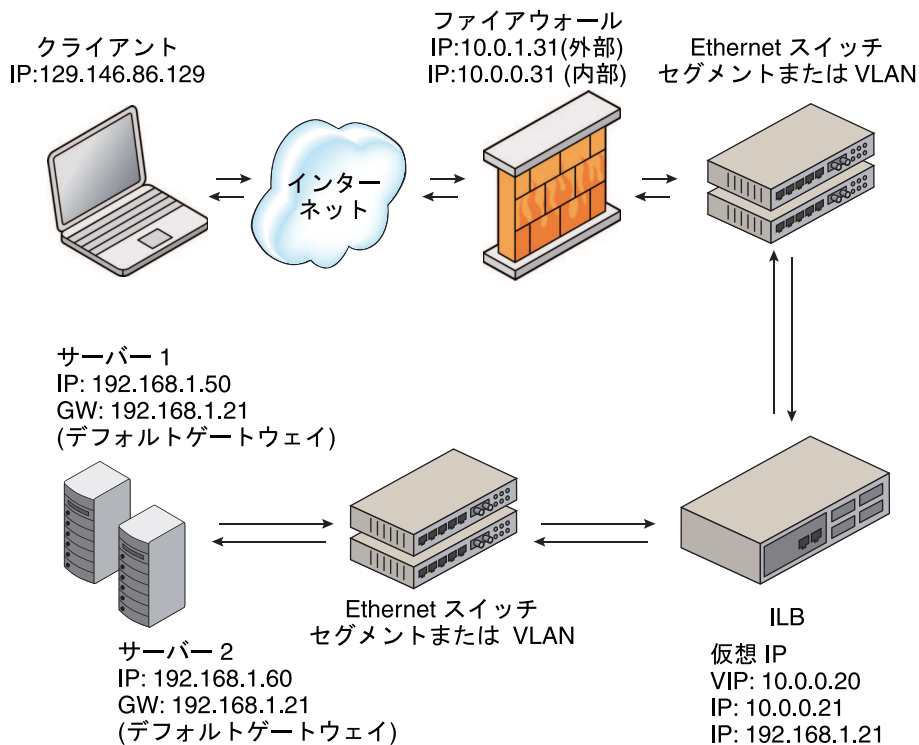 クライアント
IP:129.146.86.129
ファイアウォール
IP:10.0.1.31(外部)
IP:10.0.0.31 (内部)
Ethernet スイッチ
セグメントまたは VLAN
インター
ネット
サーバー 1
IP: 192.168.1.50
GW: 192.168.1.21
(デフォルトゲートウェイ)
Ethernet スイッチ
セグメントまたは VLAN
サーバー 2
IP: 192.168.1.60
GW: 192.168.1.21
(デフォルトゲートウェイ)
ILB
仮想 IP
VIP: 10.0.0.20
IP: 10.0.0.21
IP: 192.168.1.21